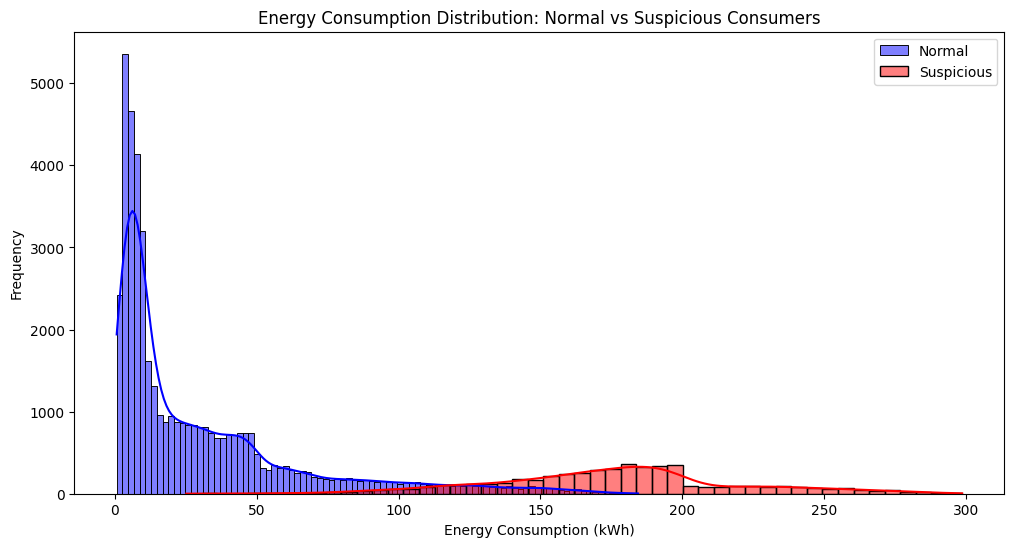 Energy Consumption Distribution: Normal vs Suspicious Consumers
Normal
Suspicious
Frequency
5000
4000
3000
2000
1000
0
0 50 100 150 200 250 300
Energy Consumption (kWh)